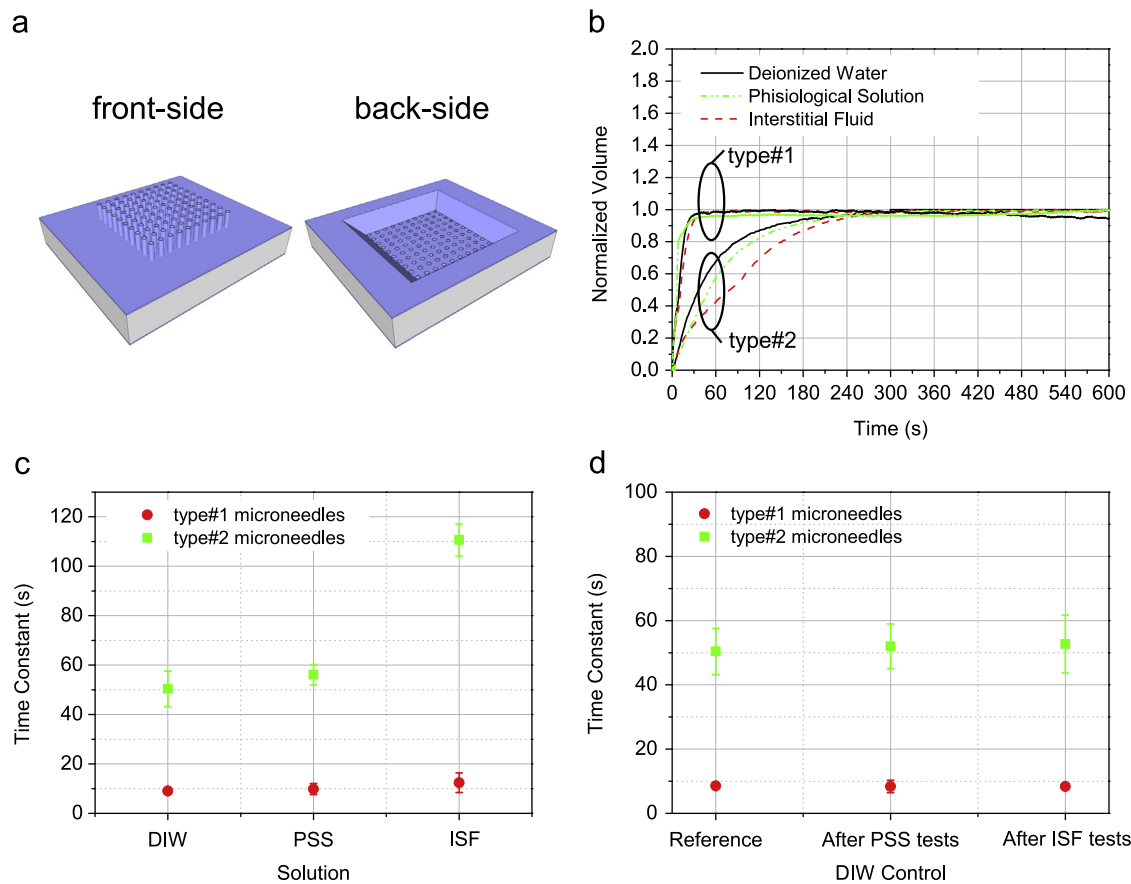 a
front-side
back-side
b
2.0
1.8
1.6
1.4
1.2
1.0
0.8
0.6
0.4
0.2
0.0
Normalized Volume
Deionized Water
Phisiological Solution
Interstitial Fluid
type#1
type#2
0 60 120 180 240 300 360 420 480 540 600
Time (s)
c
120
100
80
60
40
20
0
Time Constant (s)
type#1 microneedles
type#2 microneedles
DIW PSS ISF
Solution
d
100
80
60
40
20
0
Time Constant (s)
type#1 microneedles
type#2 microneedles
Reference After PSS tests After ISF tests
DIW Control